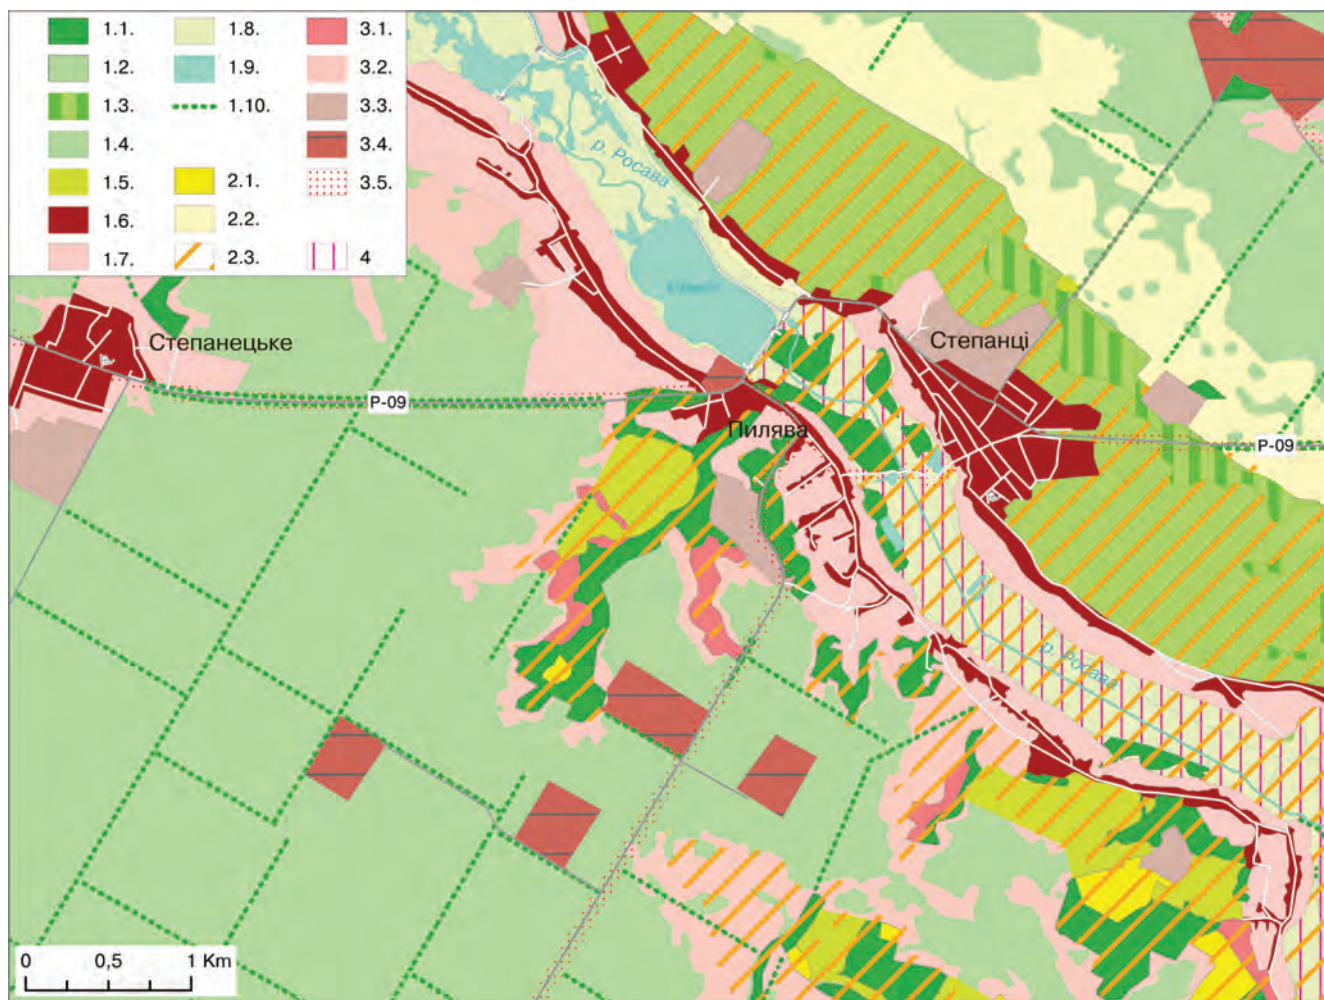 1.1.
1.2.
1.3.
1.4.
1.5.
1.6.
1.7.
1.8.
1.9.
1.10.
2.1.
2.2.
2.3.
3.1.
3.2.
3.3.
3.4.
3.5.
4
р. Росава
Степанецьке
Степанці
Р-09
Пилява
Р-09
р. Росава
0 0,5 1 Km